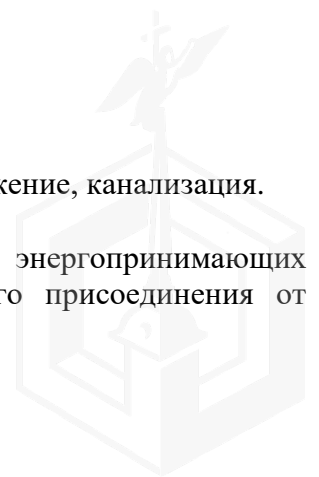 жение, канализация.
энергопринимающих
го присоединения от